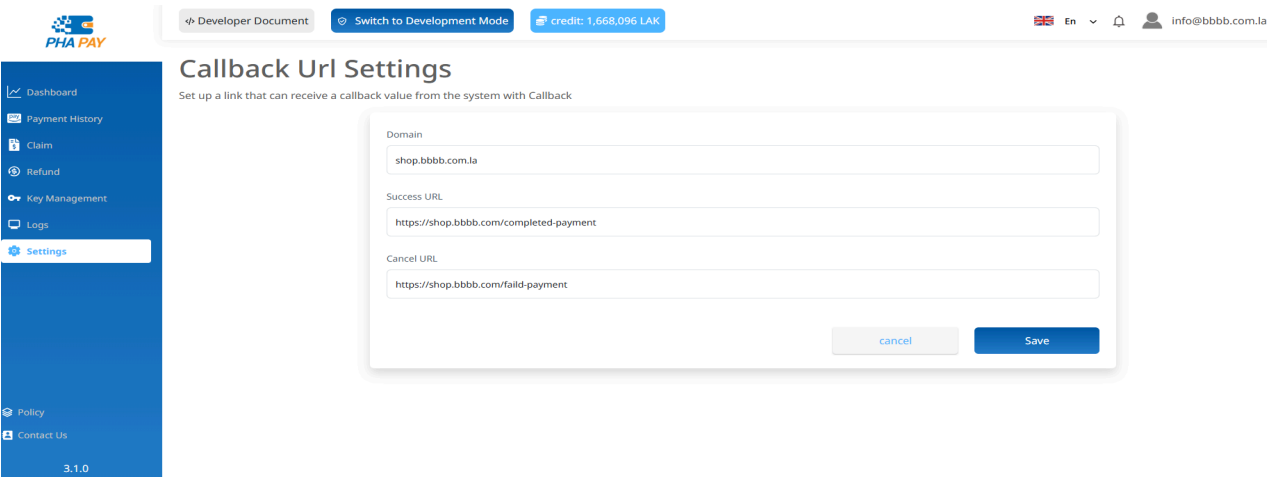 PHA PAY
Developer Document
Switch to Development Mode
credit: 1,668,096 LAK
En
info@bbbb.com.la
Dashboard
Payment History
Claim
Refund
Key Management
Logs
Settings
Policy
Contact Us
3.1.0
Callback Url Settings
Set up a link that can receive a callback value from the system with Callback
Domain
shop.bbbb.com.la
Success URL
https://shop.bbbb.com/completed-payment
Cancel URL
https://shop.bbbb.com/faild-payment
cancel
Save